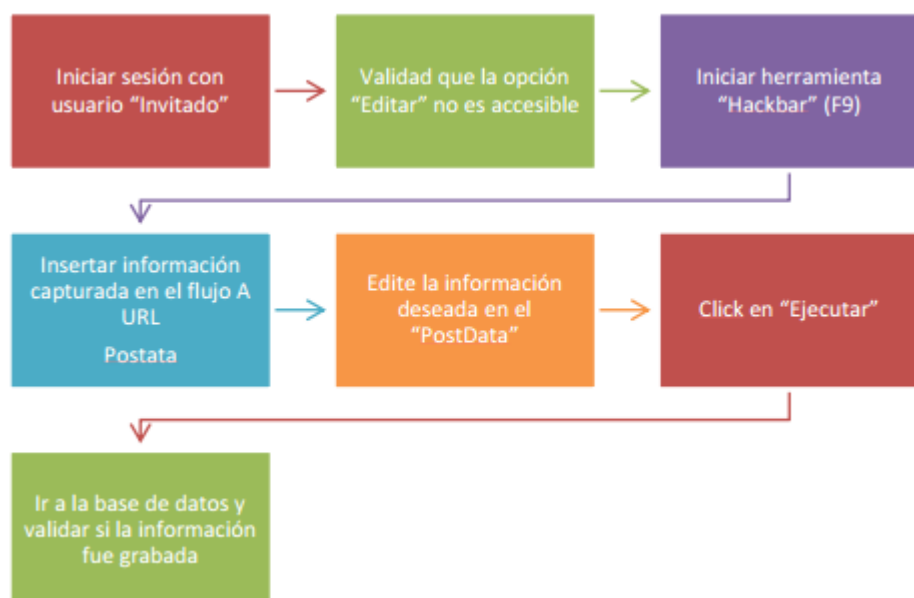 Iniciar sesión con
usuario “Invitado”
Validad que la opción
“Editar” no es accesible
Iniciar herramienta
“Hackbar” (F9)
Insertar información
capturada en el flujo A
URL
Postata
Edite la información
deseada en el
“PostData”
Click en “Ejecutar”
Ir a la base de datos y
validar si la información
fue grabada